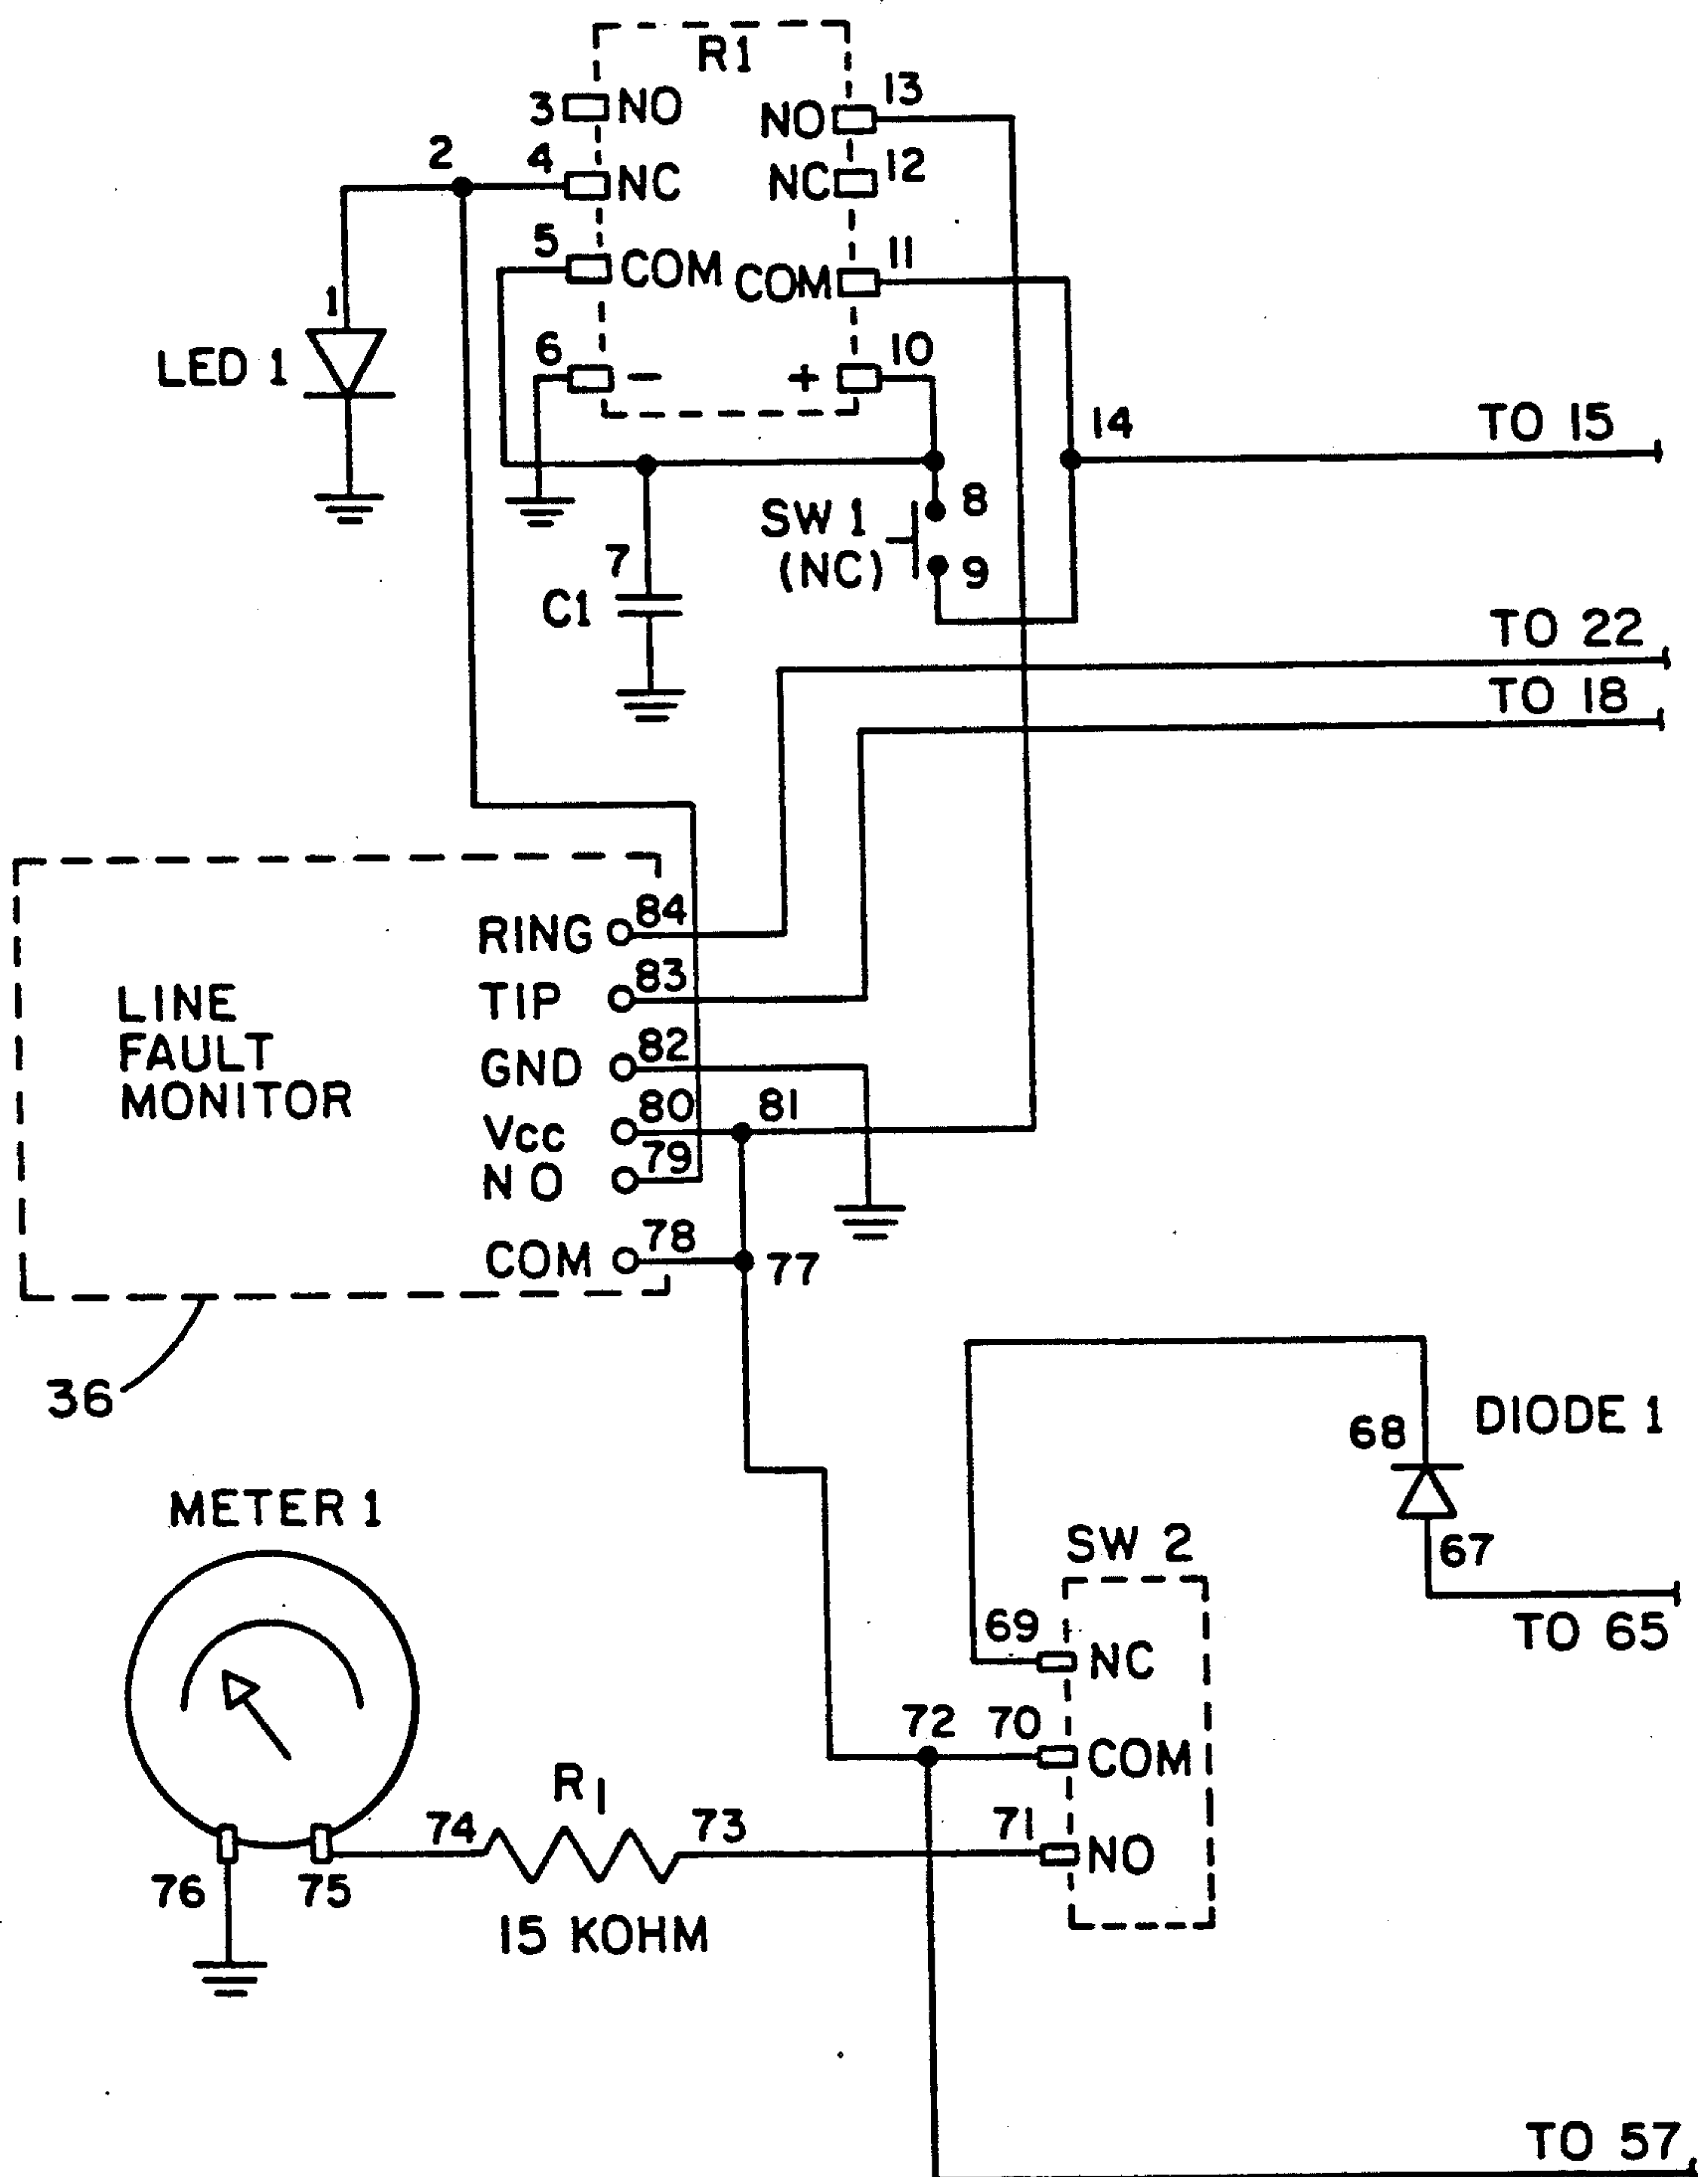 R1
3 NO
NO 13
2
4 NC
NC 12
5 COM
COM 11
1
LED 1
6 -
+ 10
14
TO 15
SW 1
(NC)
8
9
7
C1
TO 22
TO 18
LINE
FAULT
MONITOR
RING 84
TIP 83
GND 82
Vcc 80
81
NO 79
COM 78
77
36
68
DIODE 1
67
TO 65
METER 1
SW 2
69 NC
72
70 COM
71 NO
R1
74
73
76
75
15 KOHM
TO 57